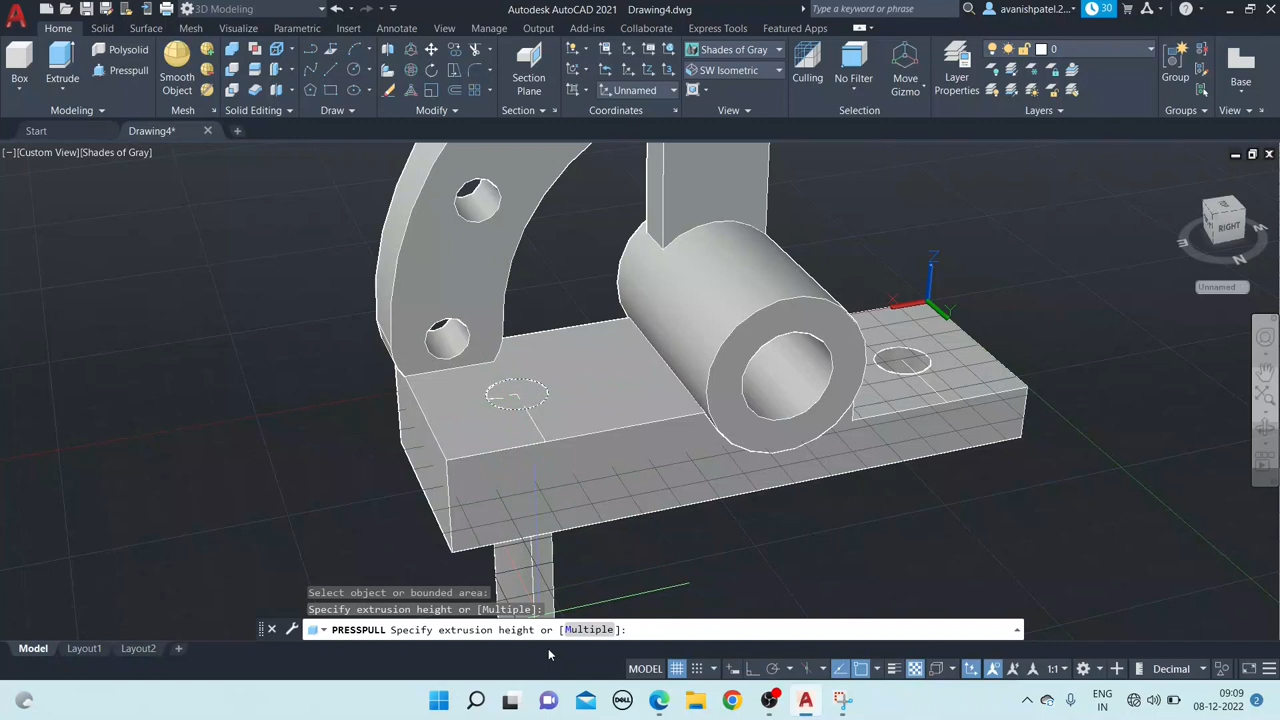 3D Modeling
Autodesk AutoCAD 2021 Drawing4.dwg
Type a keyword or phrase
avanishpatel.2...
30
Home Solid Surface Mesh Visualize Parametric Insert Annotate View Manage Output Add-ins Collaborate Express Tools Featured Apps
Box
Extrude
Polysolid
Presspull
Smooth
Object
Section
Plane
Shades of Gray
SW Isometric
Unnamed
Culling
No Filter
Move
Gizmo
Layer
Properties
0
Group
Base
Modeling
Mesh
Solid Editing
Draw
Modify
Section
Coordinates
View
Selection
Layers
Groups
View
Start
Drawing4*
[−][Custom View][Shades of Gray]
RIGHT
N
Unnamed
Z
X
Y
Select object or bounded area:
Specify extrusion height or [Multiple]:
PRESSPULL Specify extrusion height or [Multiple]:
Model Layout1 Layout2
MODEL
1:1
Decimal
DELL
ENG
IN
09:09
08-12-2022
2